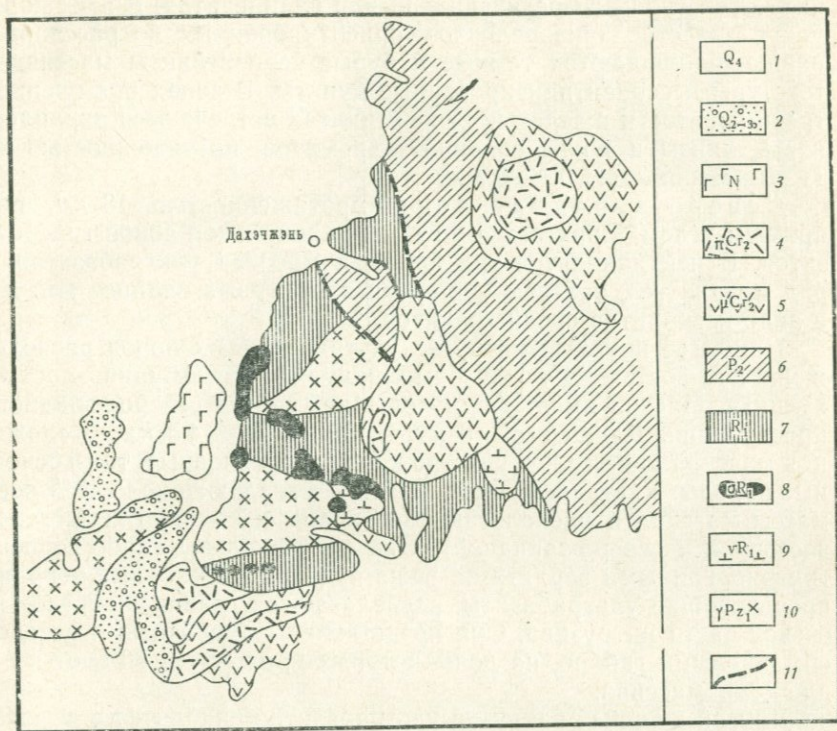 Дахэчжэнь
Q₄ 1
Q₂₋₃ 2
Г N Г Г 3
πCr₂ 4
μCr₂ 5
P₂ 6
R₁ 7
σR₁ 8
νR₁ 9
γPz₁ 10
11